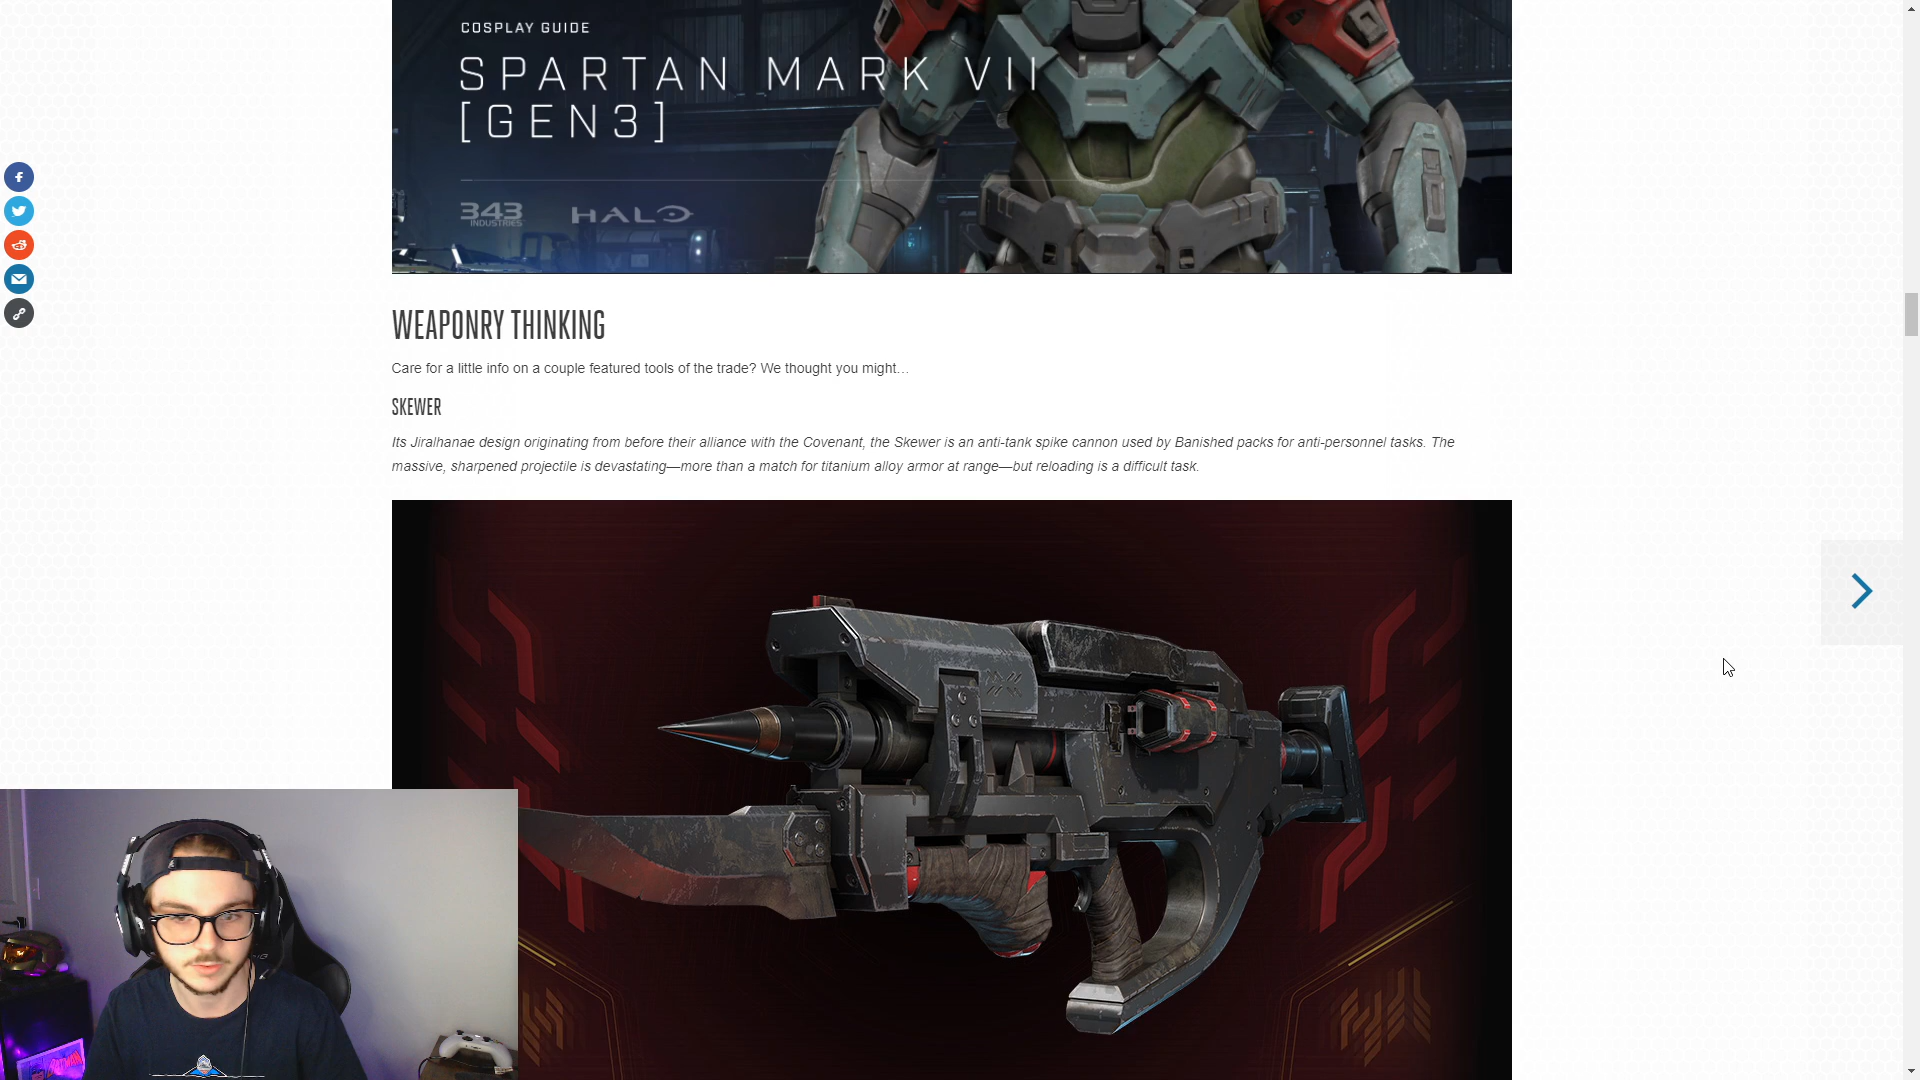 COSPLAY GUIDE
SPARTAN MARK VII
[GEN3]
343
INDUSTRIES
HALO
WEAPONRY THINKING
Care for a little info on a couple featured tools of the trade? We thought you might…
SKEWER
Its Jiralhanae design originating from before their alliance with the Covenant, the Skewer is an anti-tank spike cannon used by Banished packs for anti-personnel tasks. The
massive, sharpened projectile is devastating—more than a match for titanium alloy armor at range—but reloading is a difficult task.